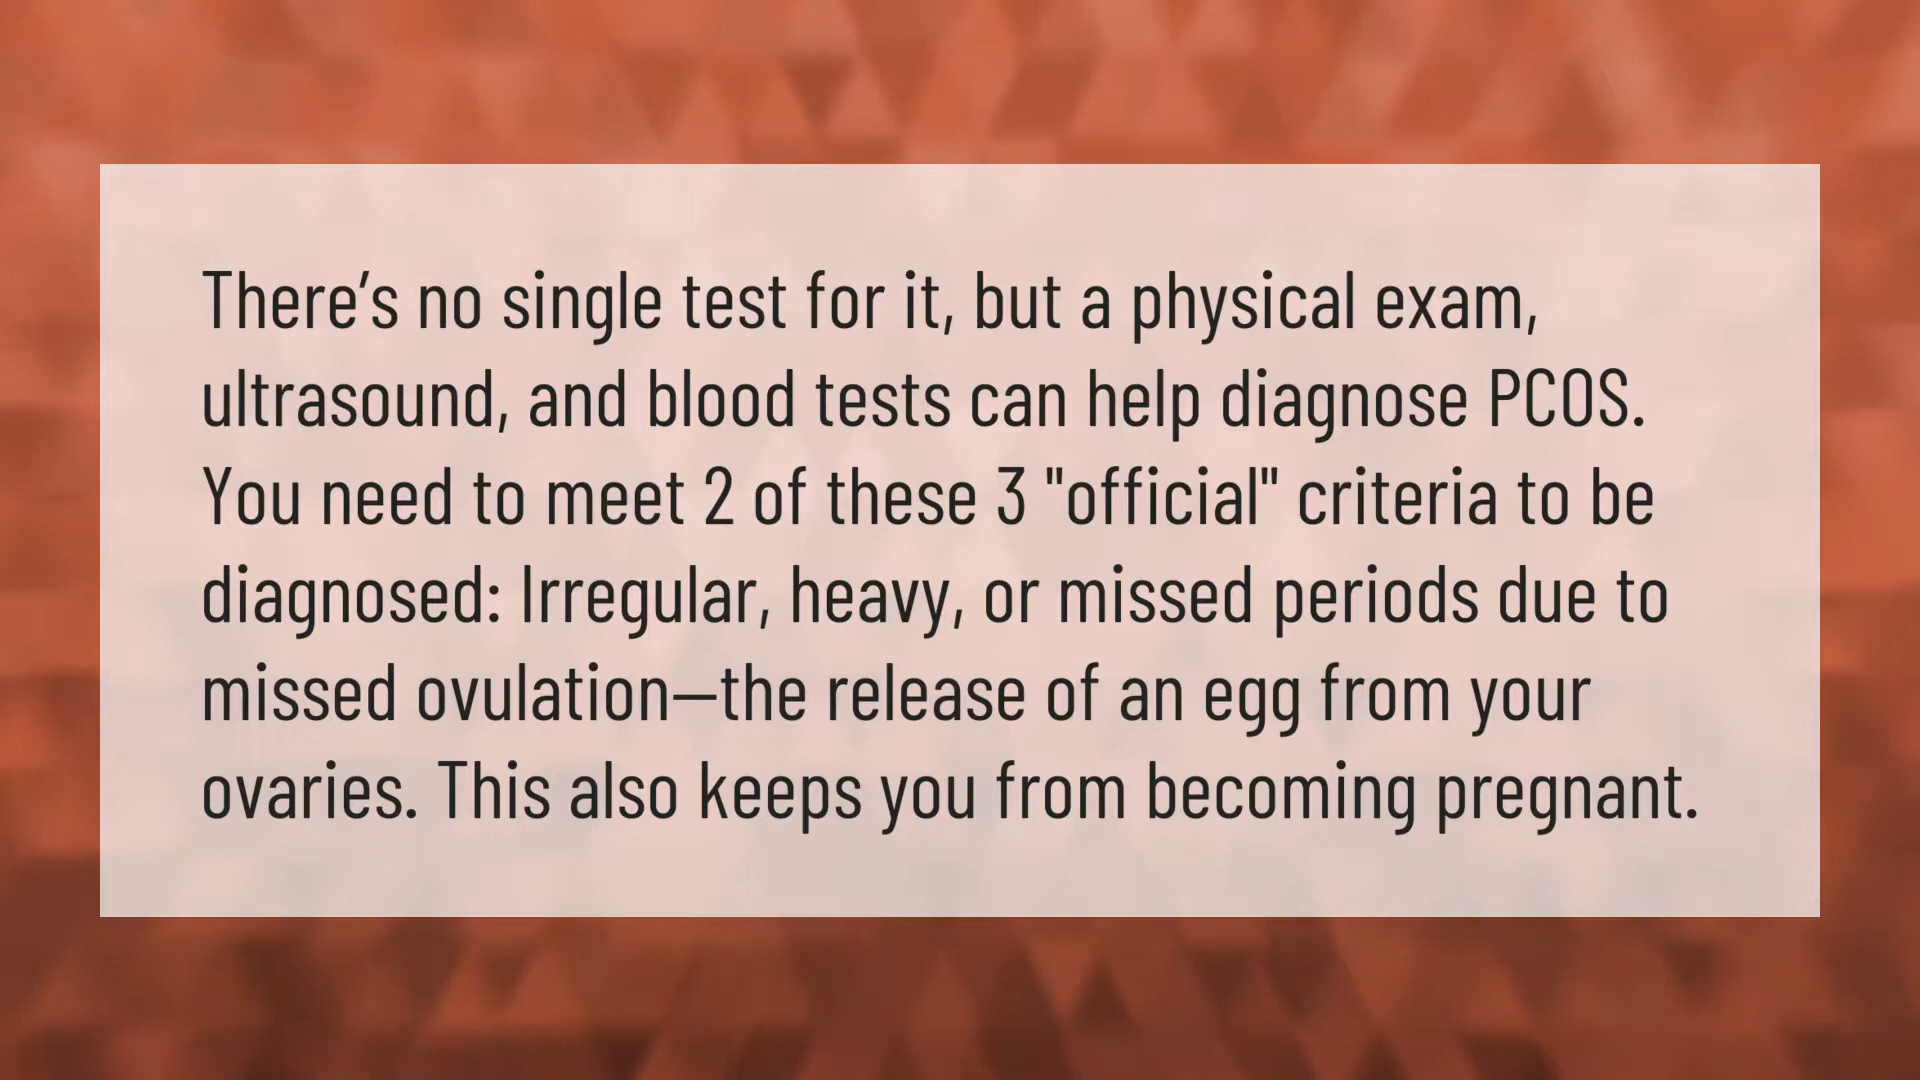 There’s no single test for it, but a physical exam,
ultrasound, and blood tests can help diagnose PCOS.
You need to meet 2 of these 3 "official" criteria to be
diagnosed: Irregular, heavy, or missed periods due to
missed ovulation—the release of an egg from your
ovaries. This also keeps you from becoming pregnant.